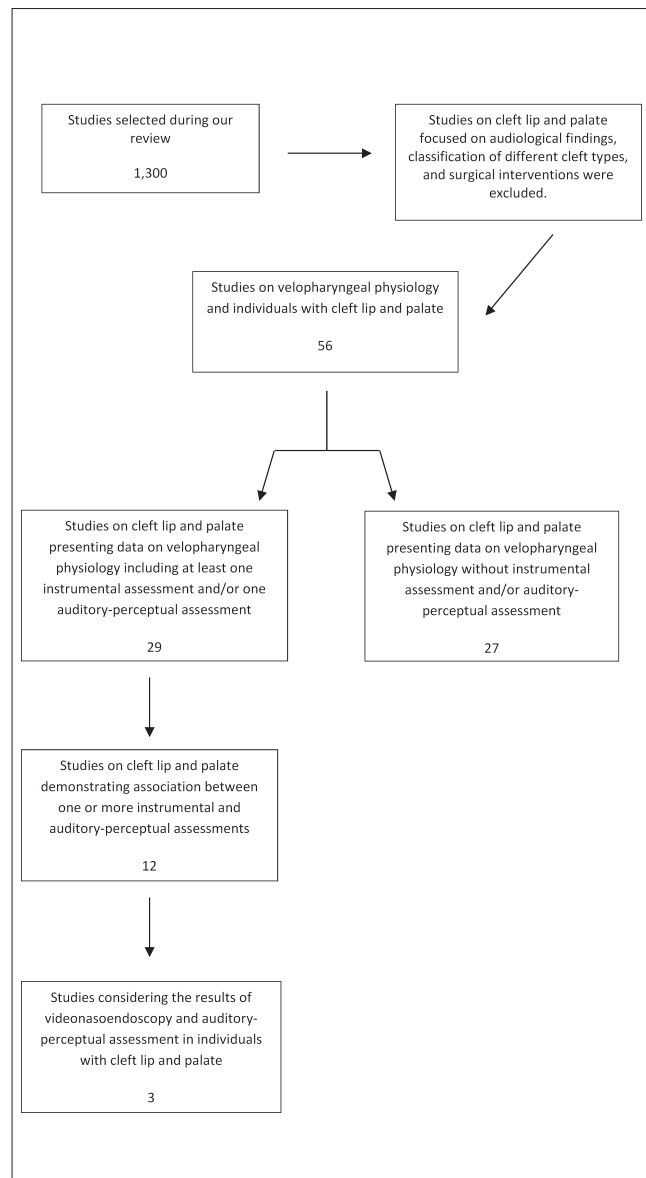 Studies selected during our
review
1,300
Studies on cleft lip and palate
focused on audiological findings,
classification of different cleft types,
and surgical interventions were
excluded.
Studies on velopharyngeal physiology
and individuals with cleft lip and palate
56
Studies on cleft lip and palate
presenting data on velopharyngeal
physiology including at least one
instrumental assessment and/or one
auditory-perceptual assessment
29
Studies on cleft lip and palate
presenting data on velopharyngeal
physiology without instrumental
assessment and/or auditory-
perceptual assessment
27
Studies on cleft lip and palate
demonstrating association between
one or more instrumental and
auditory-perceptual assessments
12
Studies considering the results of
videonasoendoscopy and auditory-
perceptual assessment in individuals
with cleft lip and palate
3